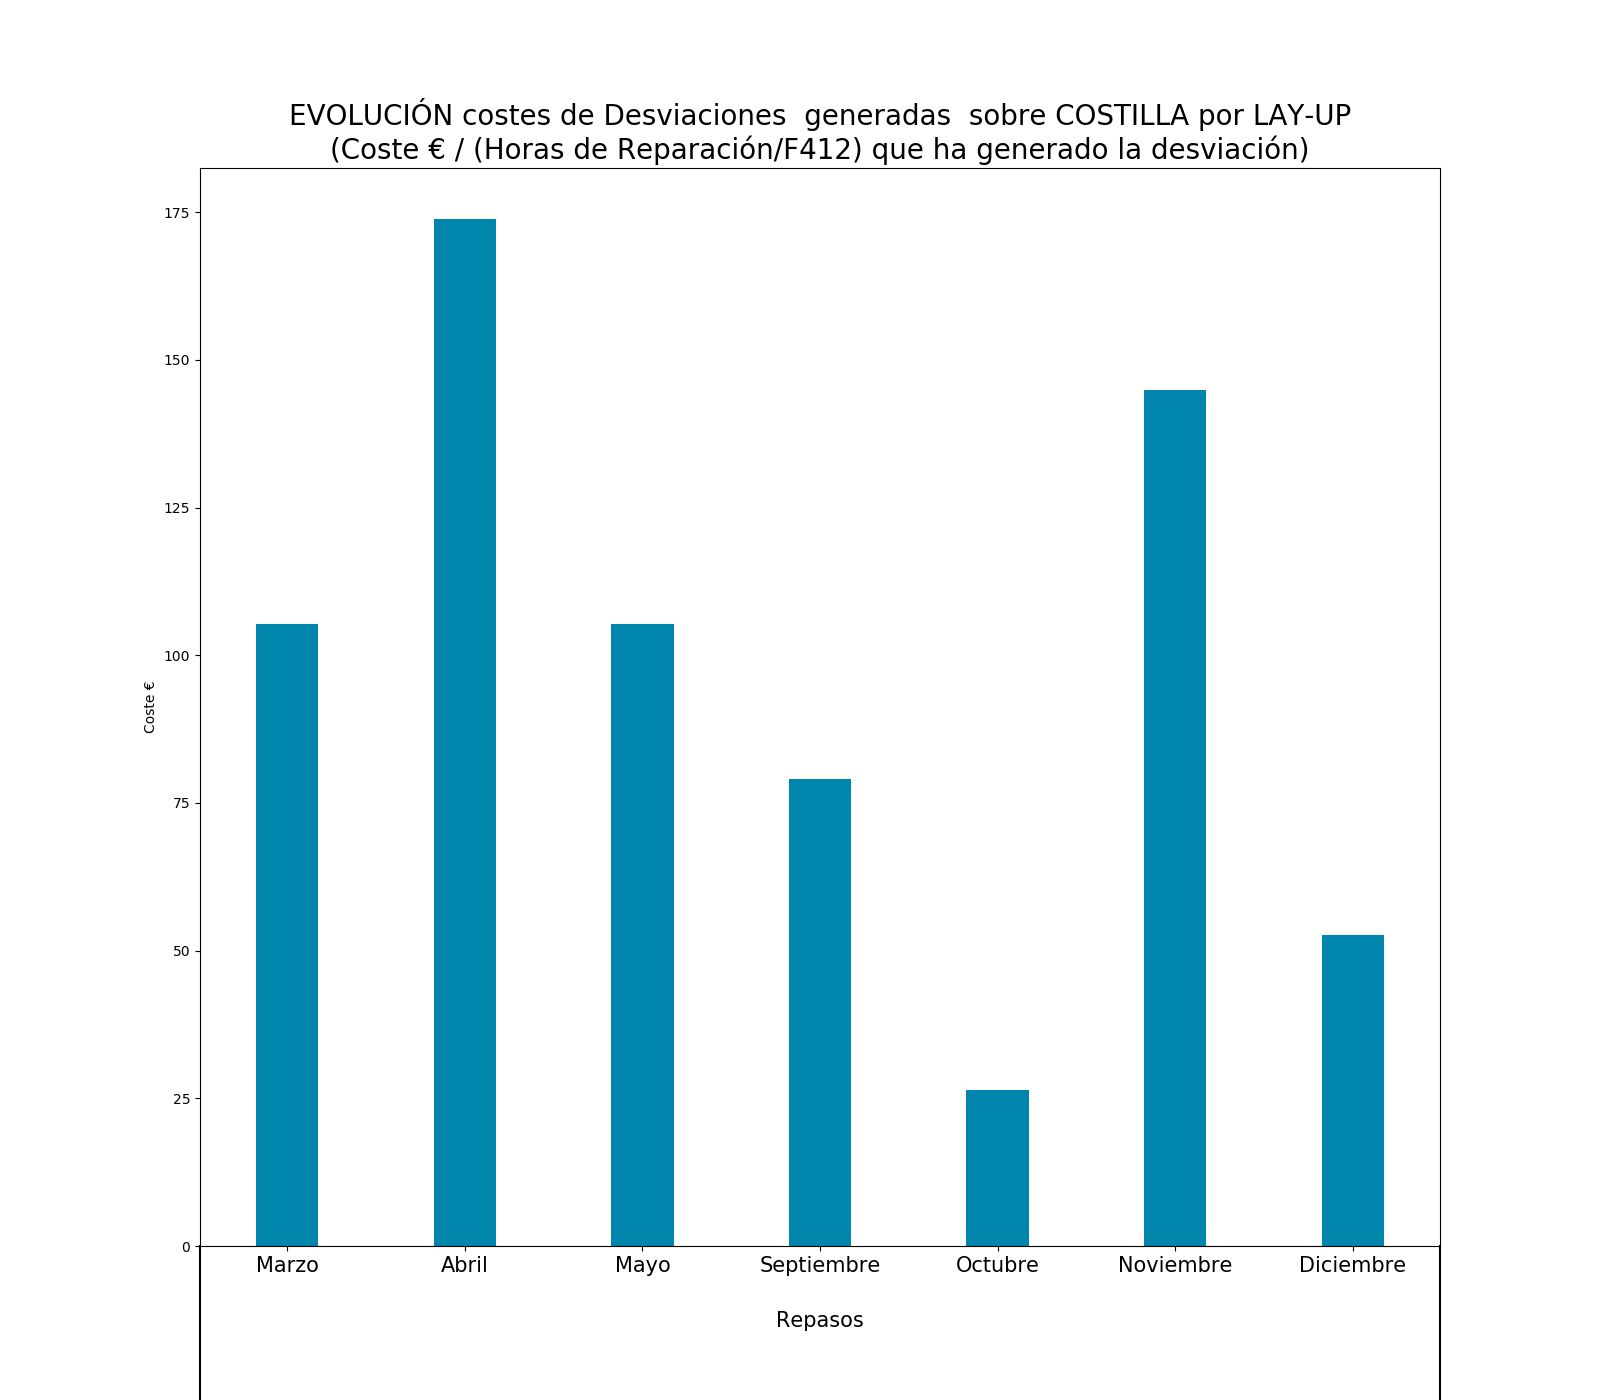 EVOLUCIÓN costes de Desviaciones  generadas  sobre COSTILLA por LAY-UP
(Coste € / (Horas de Reparación/F412) que ha generado la desviación)
175
150
125
100
75
50
25
0
Coste €
Marzo Abril Mayo Septiembre Octubre Noviembre Diciembre
Repasos